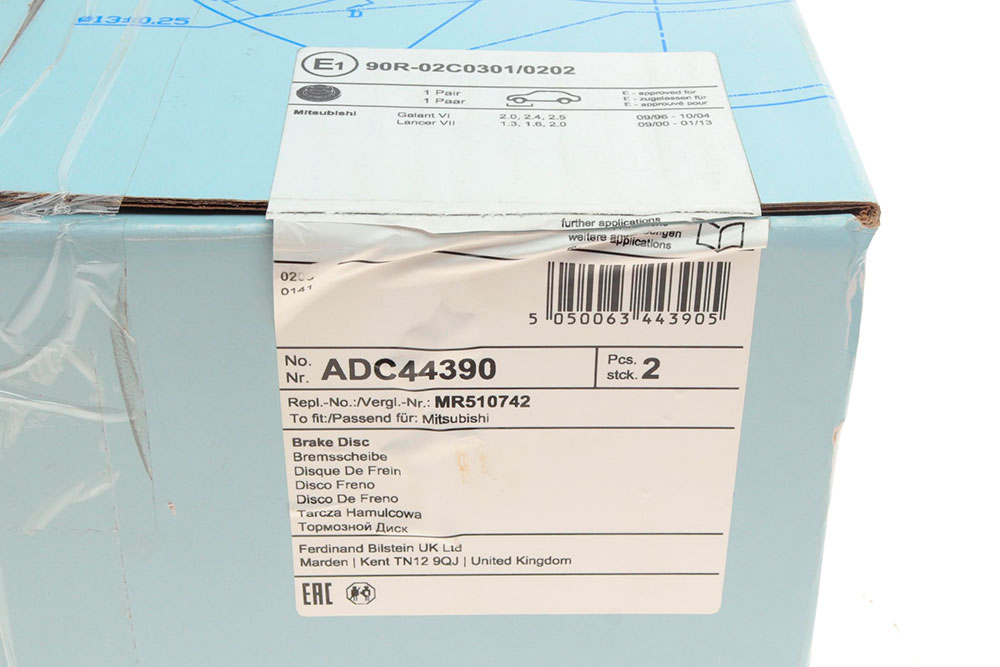 ø13±0.25
D
E1 90R-02C0301/0202
1 Pair
1 Paar
E - approved for
E - zugelassen für
E - approuvé pour
Mitsubishi Galant VI 2.0, 2.4, 2.5 09/96 - 10/04
Lancer VII 1.3, 1.6, 2.0 09/00 - 01/13
further applications
weitere
applications
0141
5 050063 443905
No.
Nr. ADC44390
Pcs.
stck. 2
Repl.-No.:/Vergl.-Nr.: MR510742
To fit:/Passend für: Mitsubishi
Brake Disc
Bremsscheibe
Disque De Frein
Disco Freno
Disco De Freno
Tarcza Hamulcowa
Тормозной Диск
Ferdinand Bilstein UK Ltd
Marden | Kent TN12 9QJ | United Kingdom
EAC